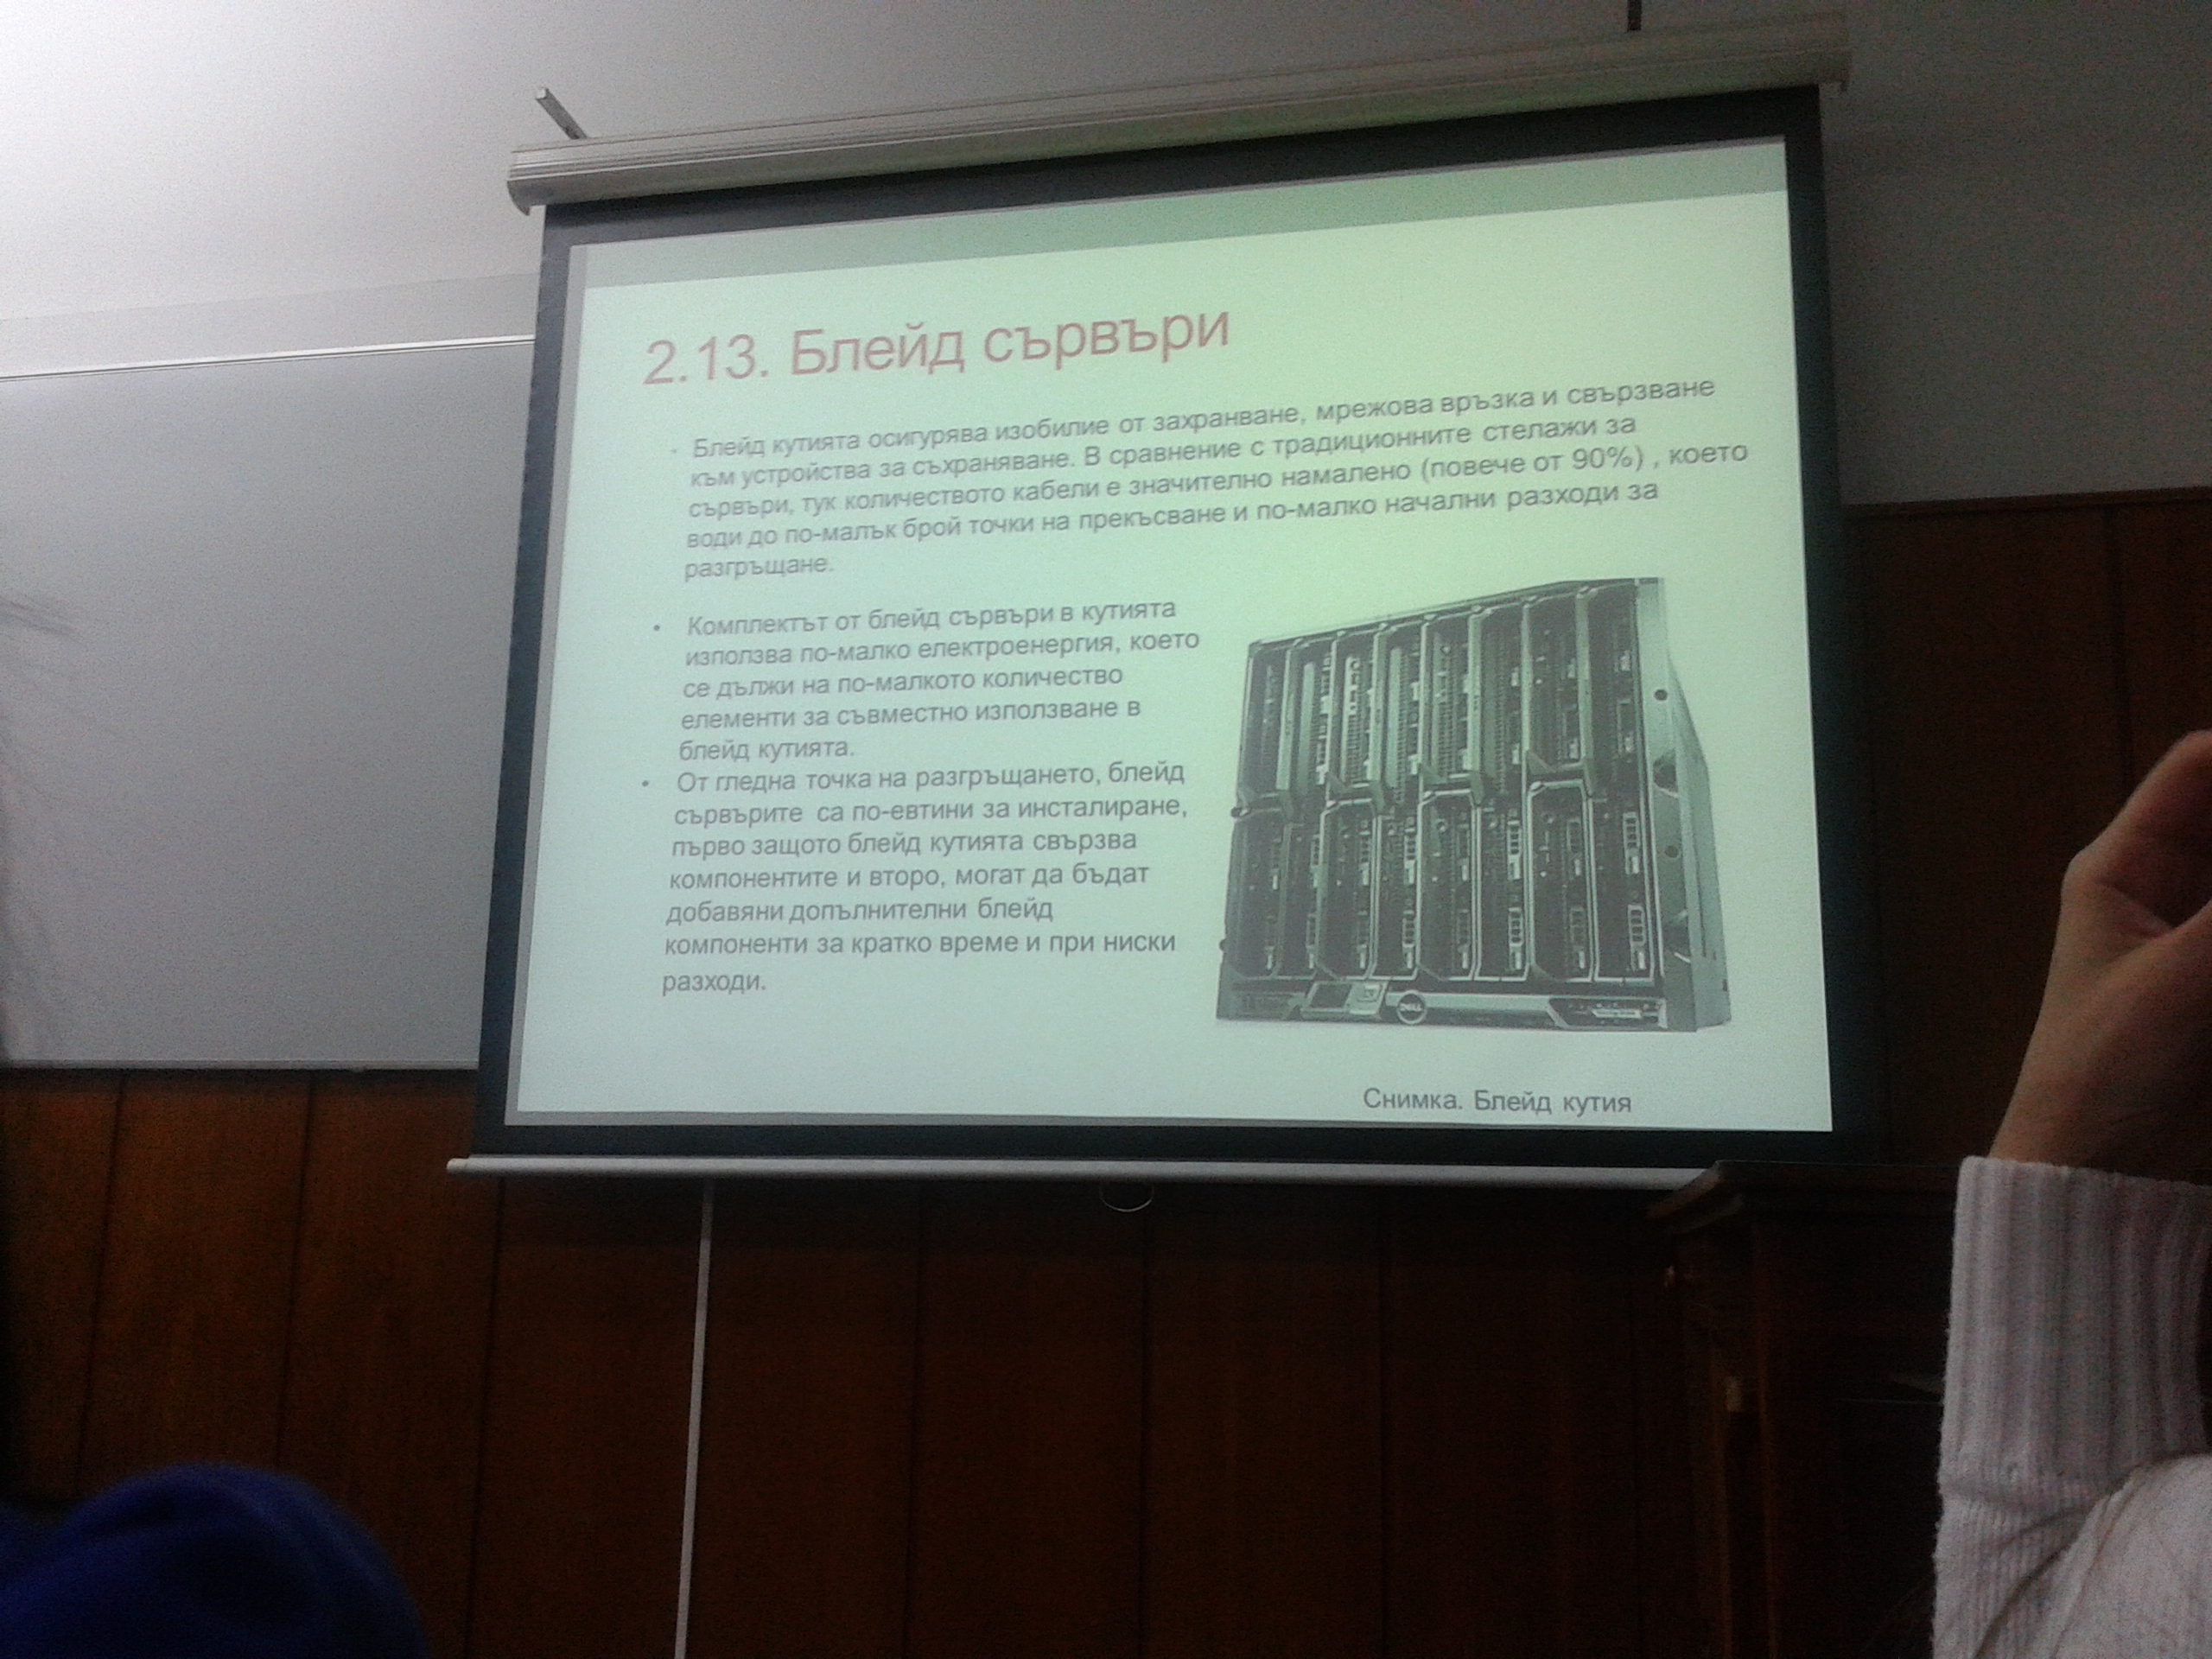 2.13. Блейд сървъри
• Блейд кутията осигурява изобилие от захранване, мрежова връзка и свързване
към устройства за съхраняване. В сравнение с традиционните стелажи за
сървъри, тук количеството кабели е значително намалено (повече от 90%) , което
води до по-малък брой точки на прекъсване и по-малко начални разходи за
разгръщане.
• Комплектът от блейд сървъри в кутията
използва по-малко електроенергия, което
се дължи на по-малкото количество
елементи за съвместно използване в
блейд кутията.
• От гледна точка на разгръщането, блейд
сървърите са по-евтини за инсталиране,
първо защото блейд кутията свързва
компонентите и второ, могат да бъдат
добавяни допълнителни блейд
компоненти за кратко време и при ниски
разходи.
DELL
Снимка. Блейд кутия